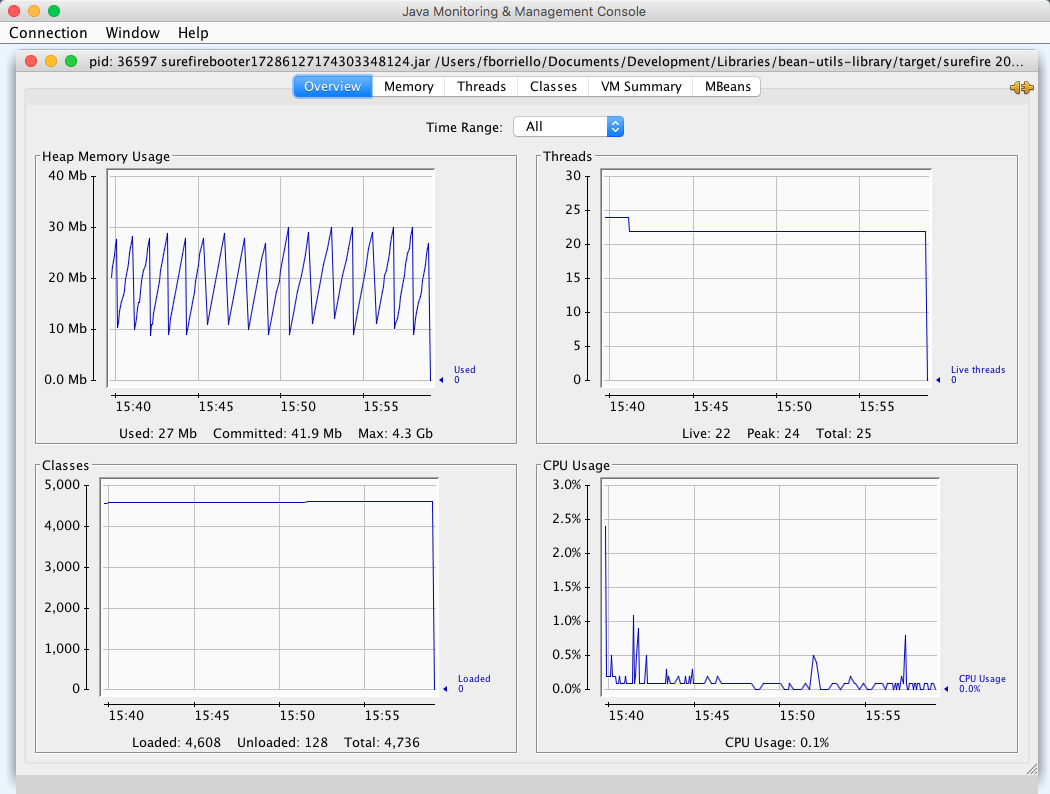 Java Monitoring & Management Console
Connection Window Help
pid: 36597 surefirebooter17286127174303348124.jar /Users/fborriello/Documents/Development/Libraries/bean-utils-library/target/surefire 20...
Overview Memory Threads Classes VM Summary MBeans
Time Range: All
Heap Memory Usage
40 Mb
30 Mb
20 Mb
10 Mb
0.0 Mb
Used
0
15:40 15:45 15:50 15:55
Used: 27 Mb Committed: 41.9 Mb Max: 4.3 Gb
Threads
30
25
20
15
10
5
0
Live threads
0
15:40 15:45 15:50 15:55
Live: 22 Peak: 24 Total: 25
Classes
5,000
4,000
3,000
2,000
1,000
0
Loaded
0
15:40 15:45 15:50 15:55
Loaded: 4,608 Unloaded: 128 Total: 4,736
CPU Usage
3.0%
2.5%
2.0%
1.5%
1.0%
0.5%
0.0%
CPU Usage
0.0%
15:40 15:45 15:50 15:55
CPU Usage: 0.1%